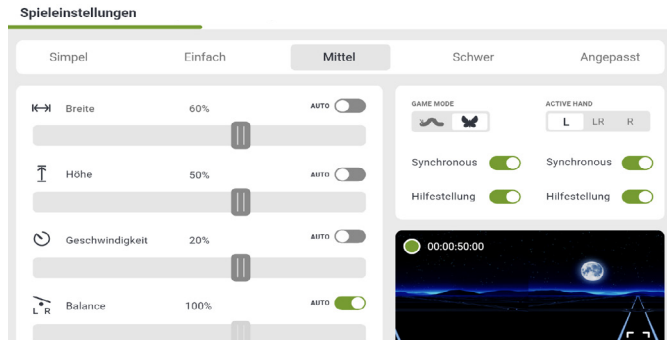 Spieleinstellungen
Simpel Einfach Mittel Schwer Angepasst
Breite 60% AUTO
Höhe 50% AUTO
Geschwindigkeit 20% AUTO
L R Balance 100% AUTO
GAME MODE ACTIVE HAND
L LR R
Synchronous Synchronous
Hilfestellung Hilfestellung
00:00:50:00